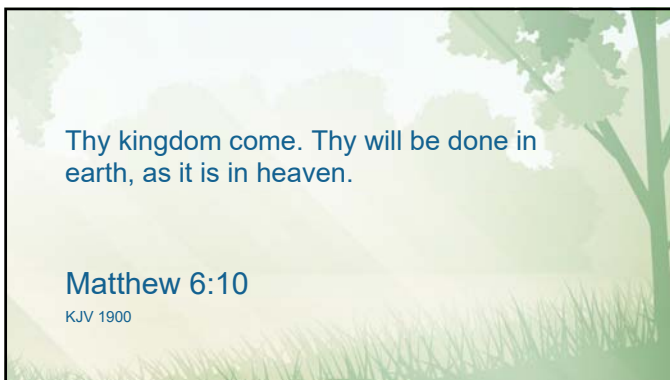 Thy kingdom come. Thy will be done in
earth, as it is in heaven.
Matthew 6:10
KJV 1900